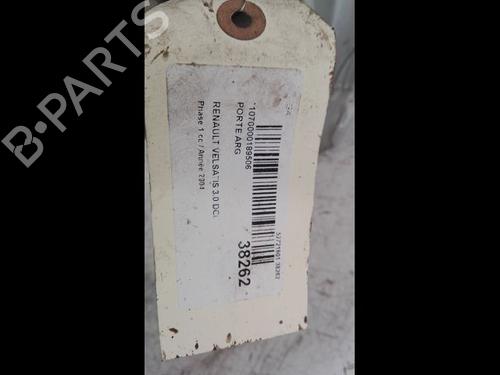 *1070000189506
PORTE ARG
RENAULT VELSATIS 3.0 DCi
Phase 1 cc / Année 2004
38262
B-PARTS